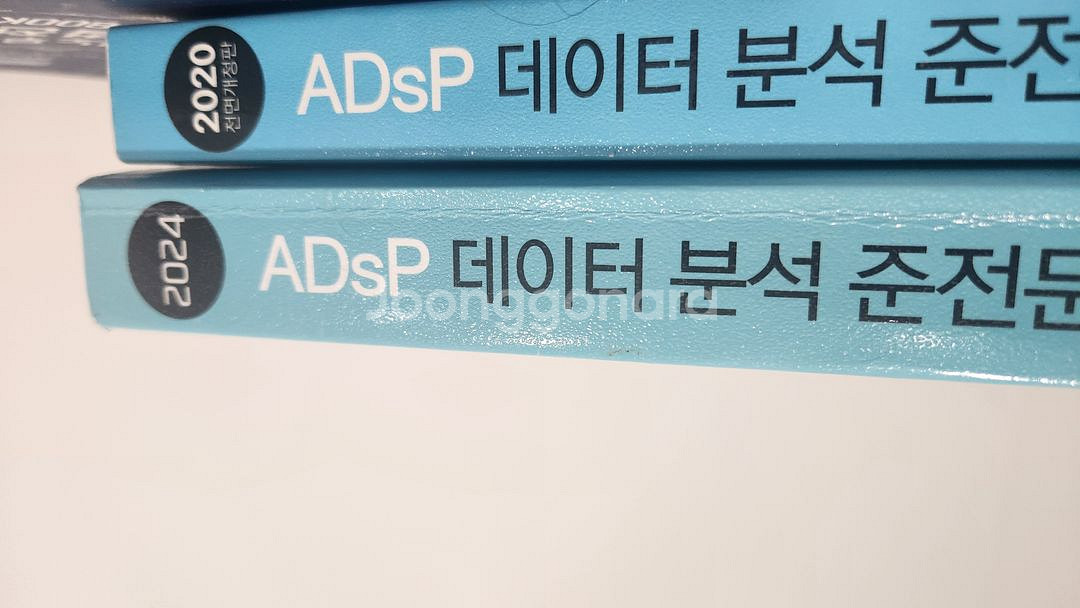 2020
전면개정판
ADsP 데이터 분석 준전
2024
ADsP 데이터 분석 준전문
Joonggonara